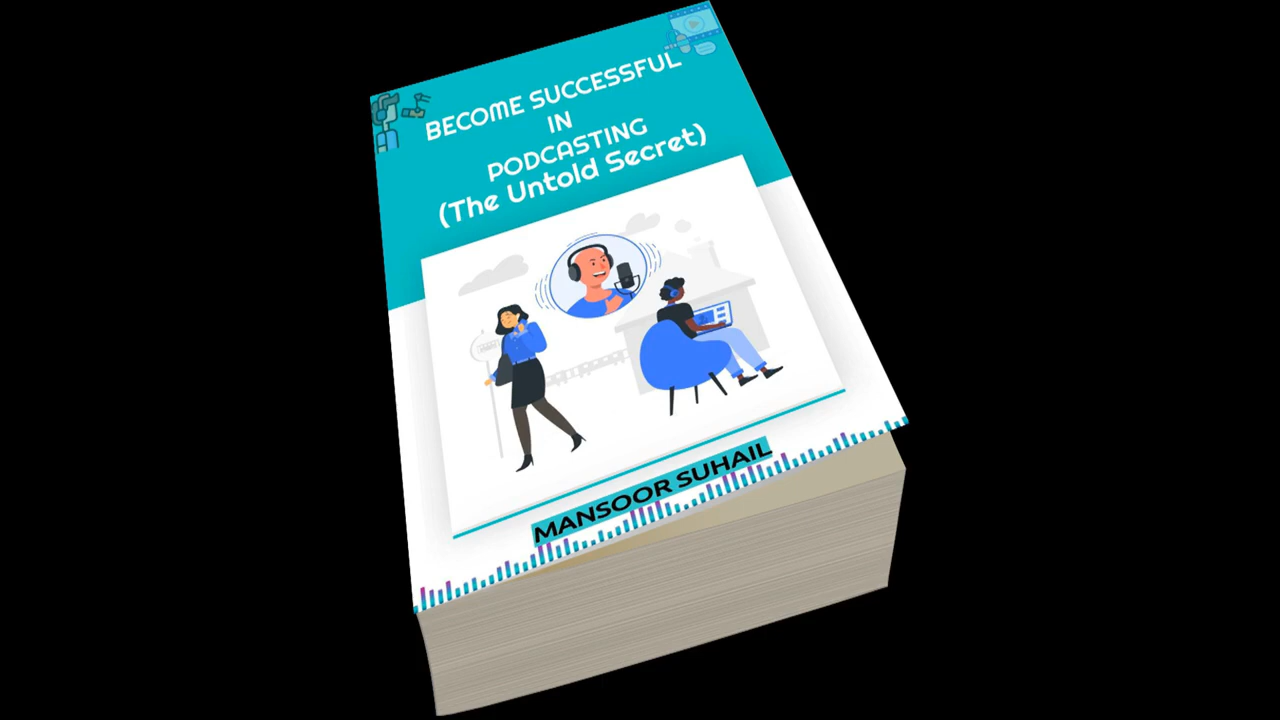 BECOME SUCCESSFUL
IN
PODCASTING
(The Untold Secret)
MANSOOR SUHAIL